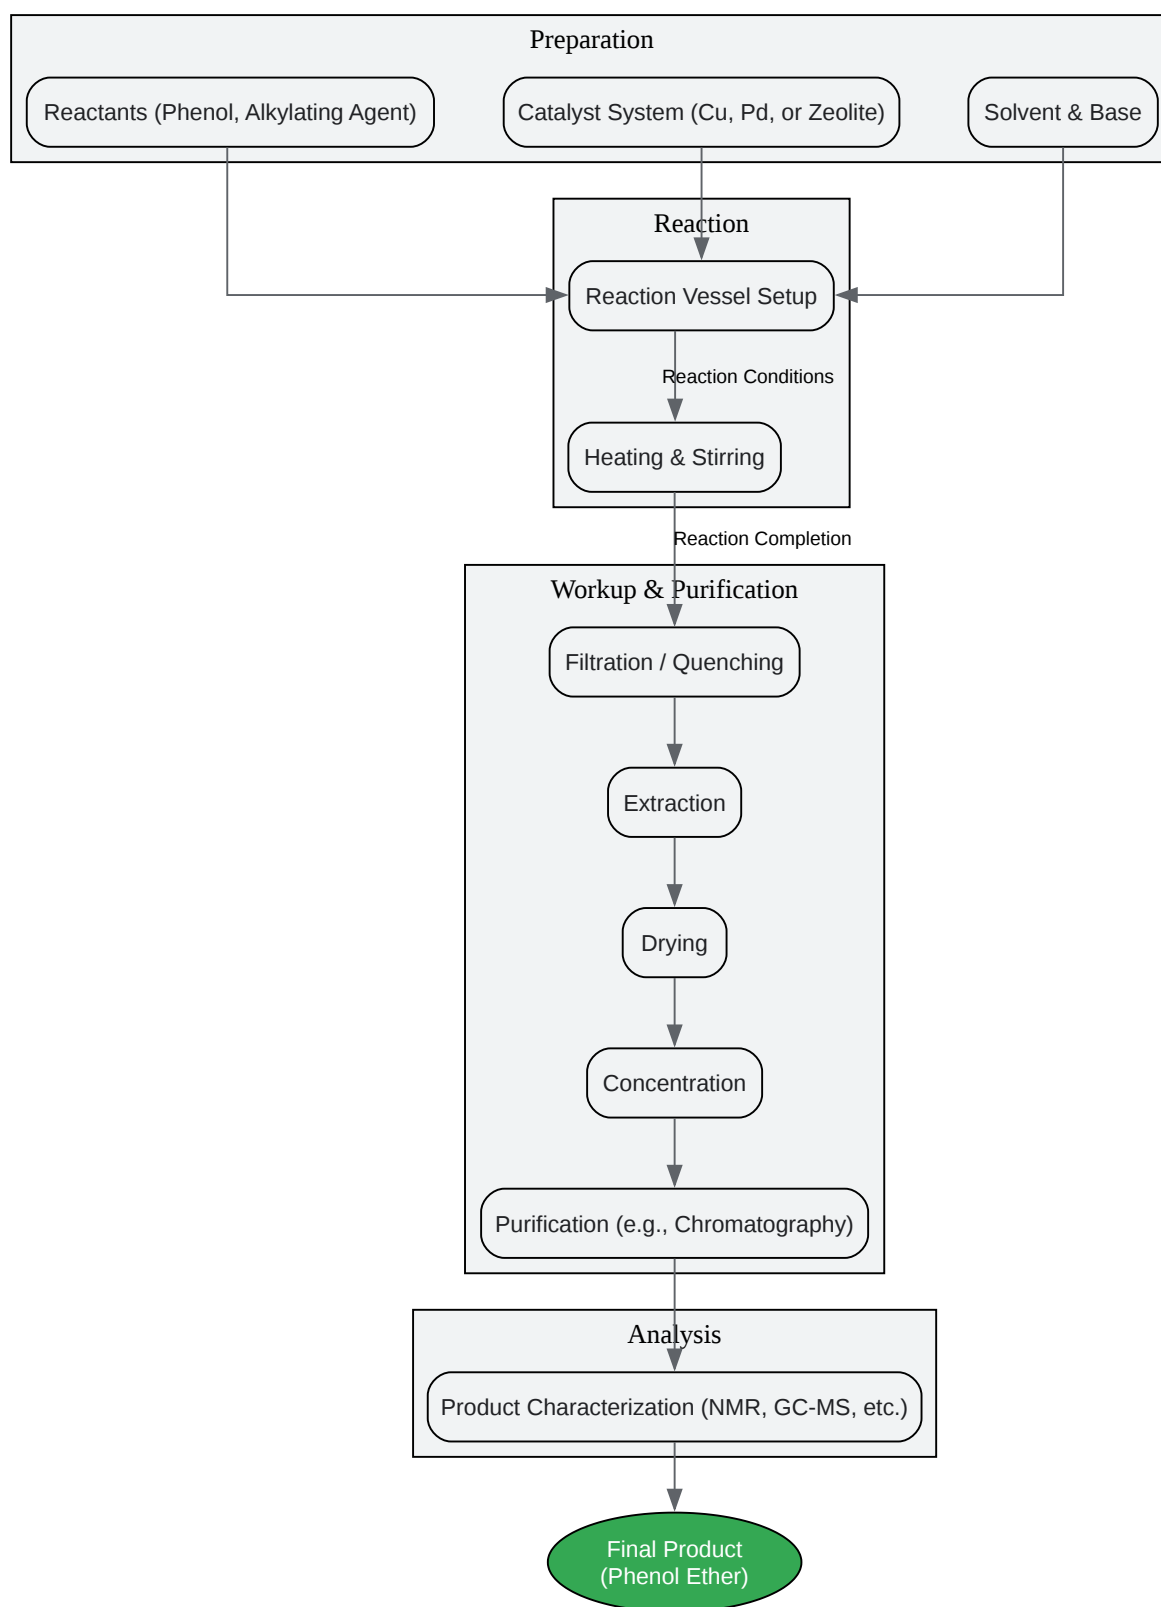 Preparation
Reactants (Phenol, Alkylating Agent)
Catalyst System (Cu, Pd, or Zeolite)
Solvent & Base
Reaction
Reaction Vessel Setup
Reaction Conditions
Heating & Stirring
Reaction Completion
Workup & Purification
Filtration / Quenching
Extraction
Drying
Concentration
Purification (e.g., Chromatography)
Analysis
Product Characterization (NMR, GC-MS, etc.)
Final Product
(Phenol Ether)